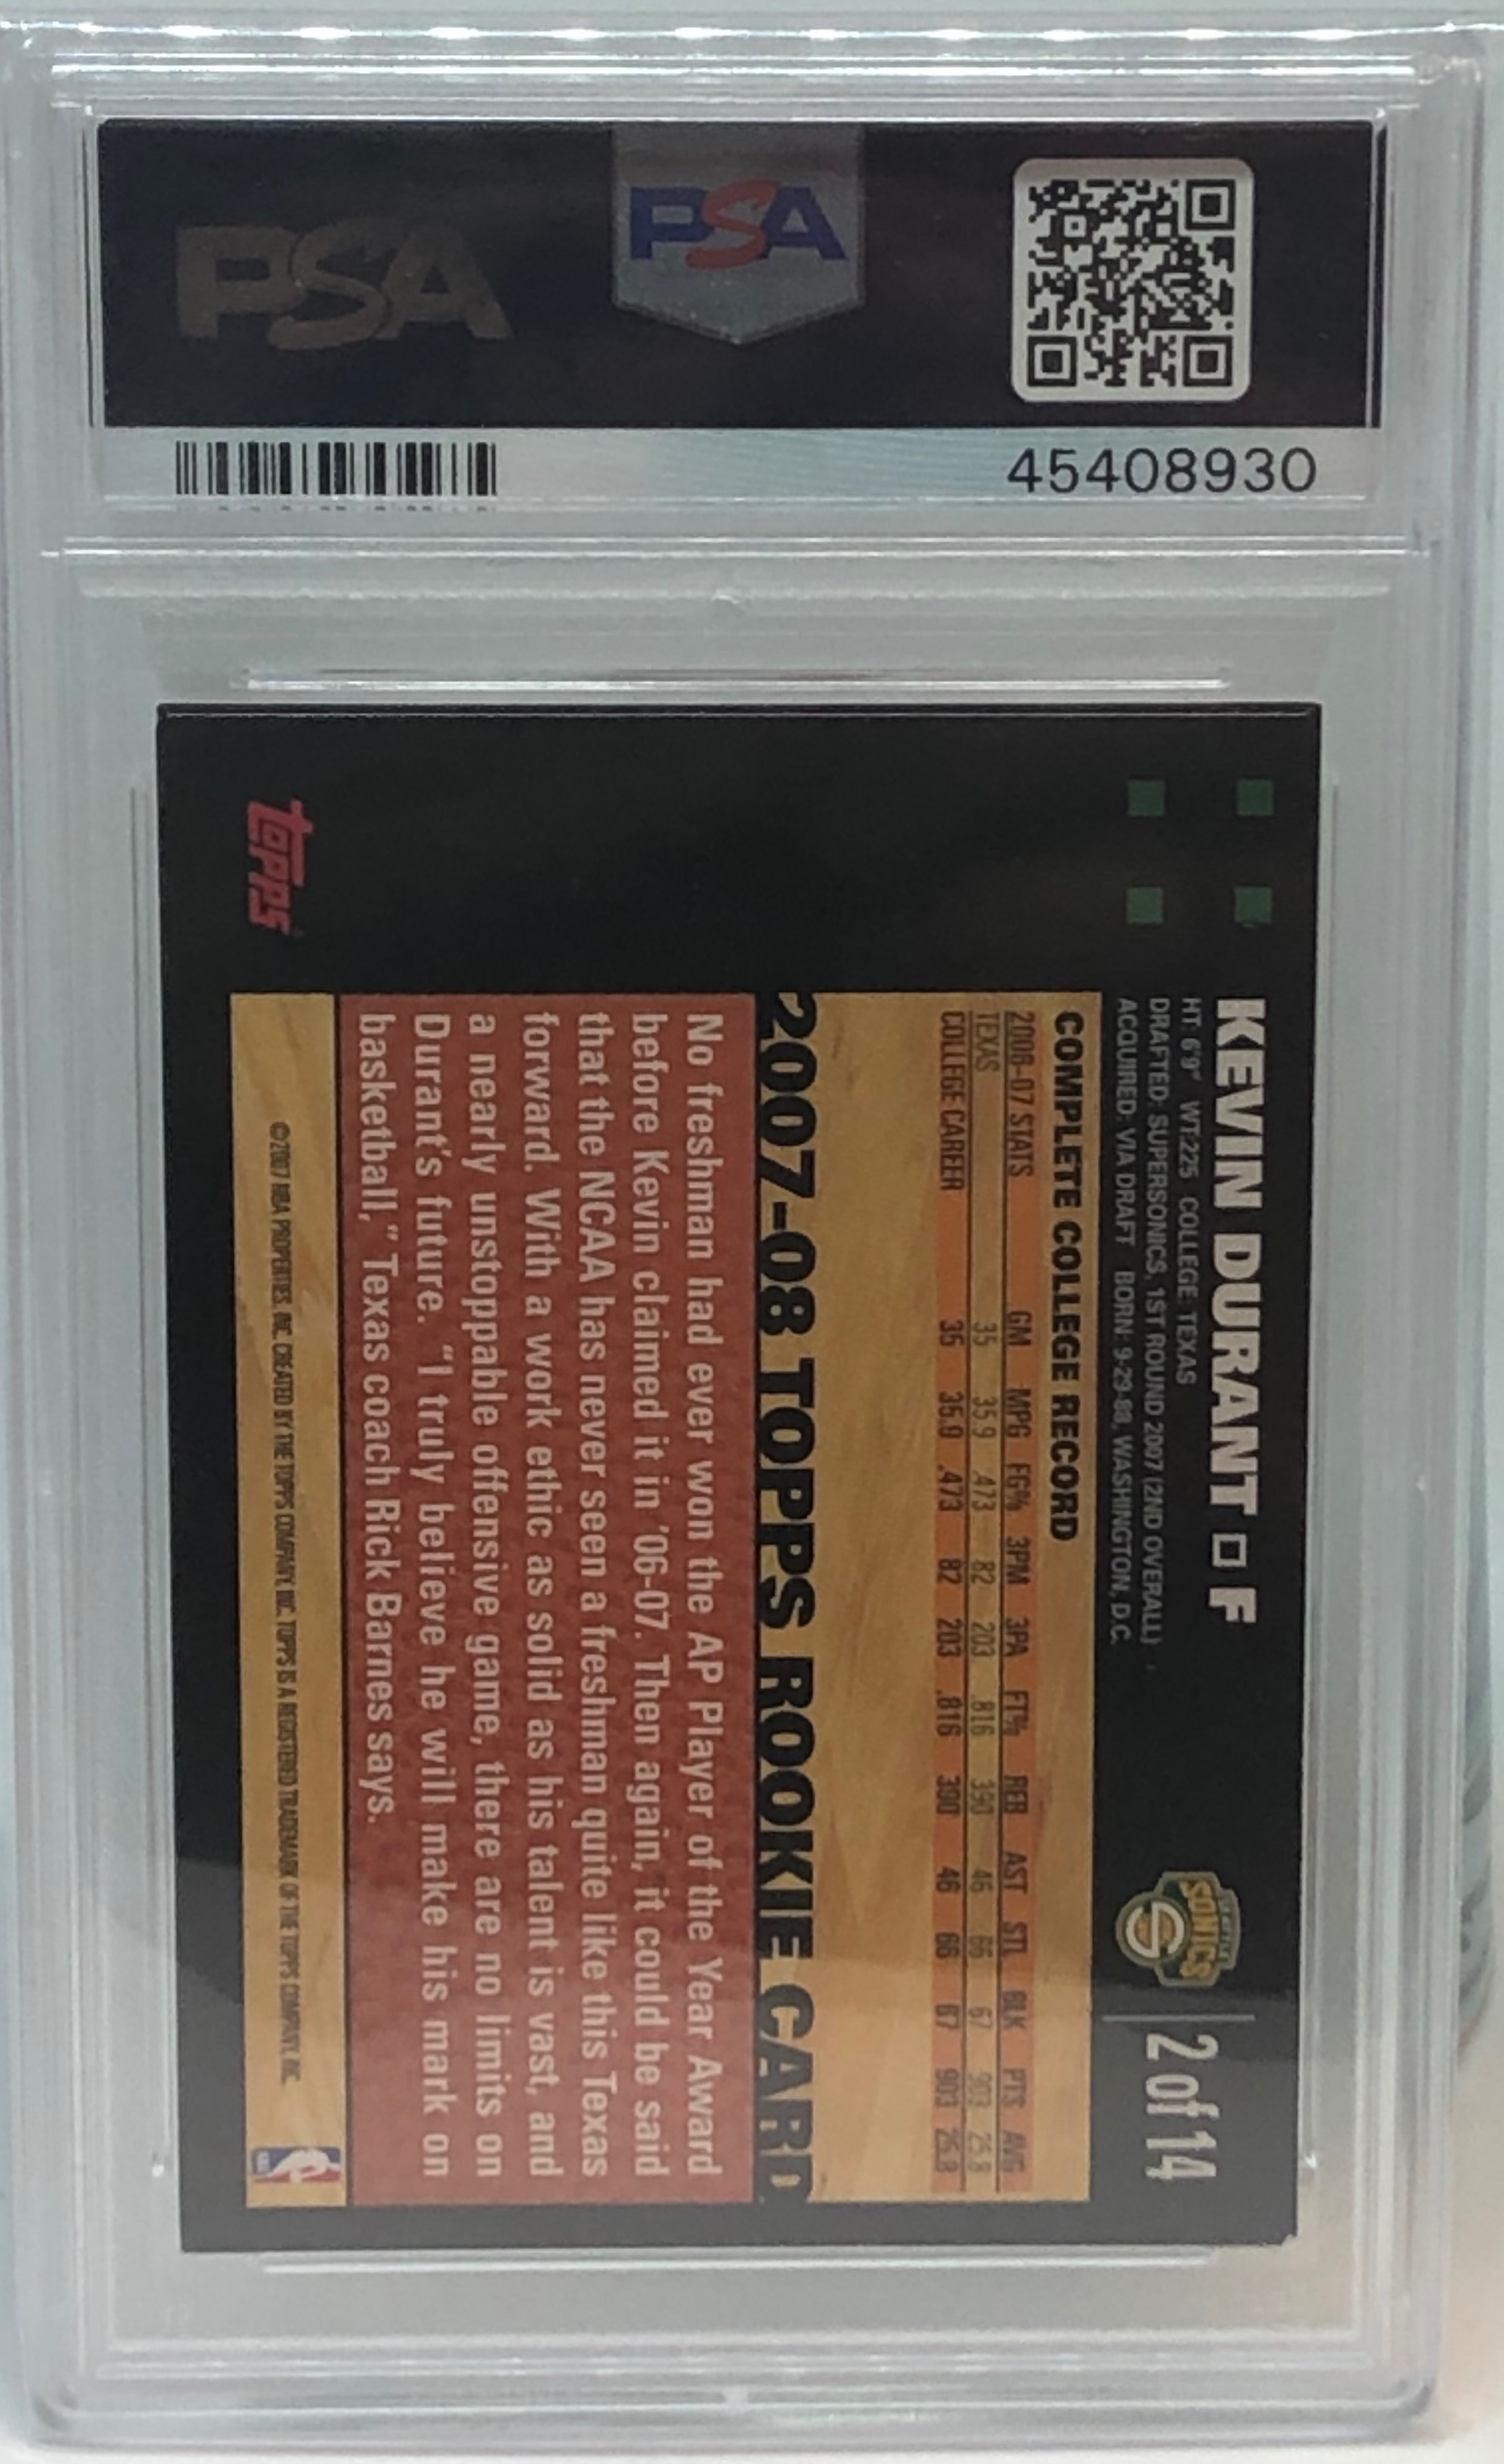 PSA
PSA
45408930
KEVIN DURANT □ F
HT: 6'9" WT:225 COLLEGE: TEXAS
DRAFTED: SUPERSONICS, 1ST ROUND 2007 (2ND OVERALL)
ACQUIRED: VIA DRAFT BORN: 9-29-88, WASHINGTON, D.C.
SONICS
2 of 14
COMPLETE COLLEGE RECORD
2006-07 STATS GM MPG FG% 3PM 3PA FT% REB AST STL BLK PTS AVG
TEXAS 35 35.9 .473 82 203 .816 390 46 66 67 903 25.8
COLLEGE CAREER 35 35.9 .473 82 203 .816 390 46 66 67 903 25.8
2007-08 TOPPS ROOKIE CARD
No freshman had ever won the AP Player of the Year Award
before Kevin claimed it in '06-07. Then again, it could be said
that the NCAA has never seen a freshman quite like this Texas
forward. With a work ethic as solid as his talent is vast, and
a nearly unstoppable offensive game, there are no limits on
Durant's future. "I truly believe he will make his mark on
basketball," Texas coach Rick Barnes says.
©2007 NBA PROPERTIES, INC. CREATED BY THE TOPPS COMPANY, INC. TOPPS IS A REGISTERED TRADEMARK OF THE TOPPS COMPANY, INC.
topps